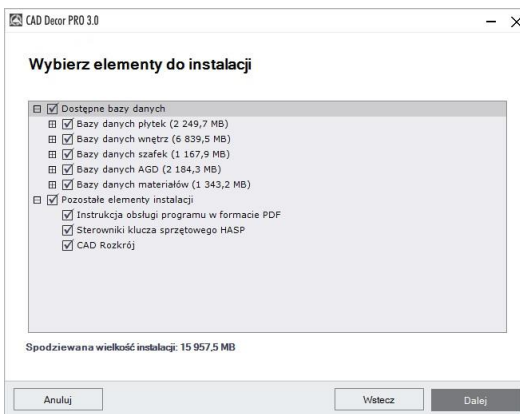 CAD Decor PRO 3.0
Wybierz elementy do instalacji
Dostępne bazy danych
Bazy danych płytek (2 249,7 MB)
Bazy danych wnętrz (6 839,5 MB)
Bazy danych szafek (1 167,9 MB)
Bazy danych AGD (2 184,3 MB)
Bazy danych materiałów (1 343,2 MB)
Pozostałe elementy instalacji
Instrukcja obsługi programu w formacie PDF
Sterowniki klucza sprzętowego HASP
CAD Rozkrój
Spodziewana wielkość instalacji: 15 957,5 MB
Anuluj
Wstecz
Dalej